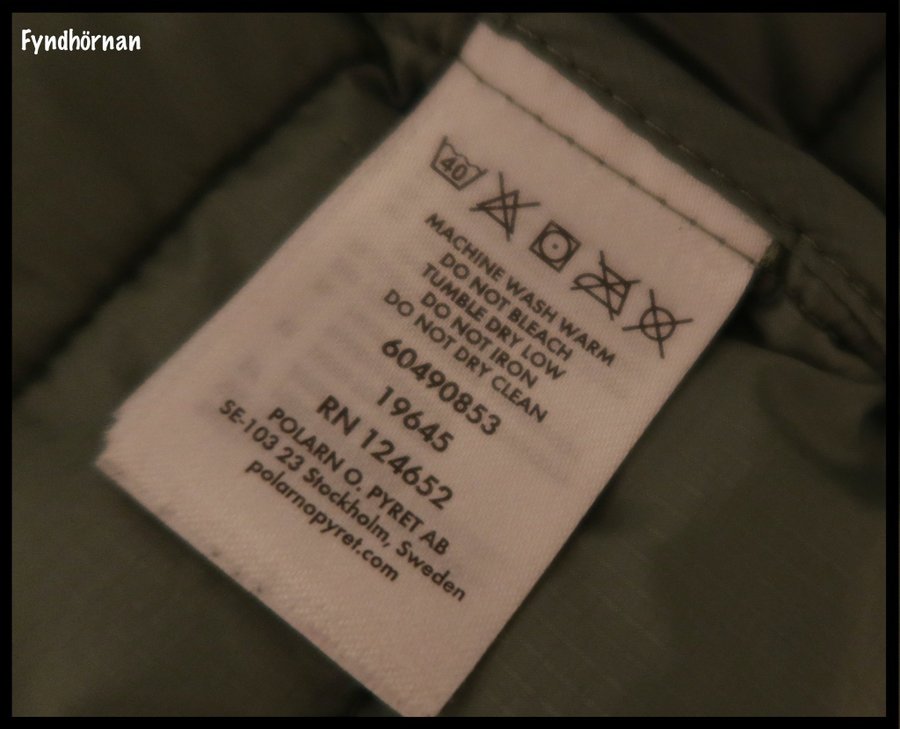 Fyndhörnan
40
MACHINE WASH WARM
DO NOT BLEACH
TUMBLE DRY LOW
DO NOT IRON
DO NOT DRY CLEAN
60490853
19645
RN 124652
POLARN O. PYRET AB
SE-103 23 Stockholm, Sweden
polarnopyret.com